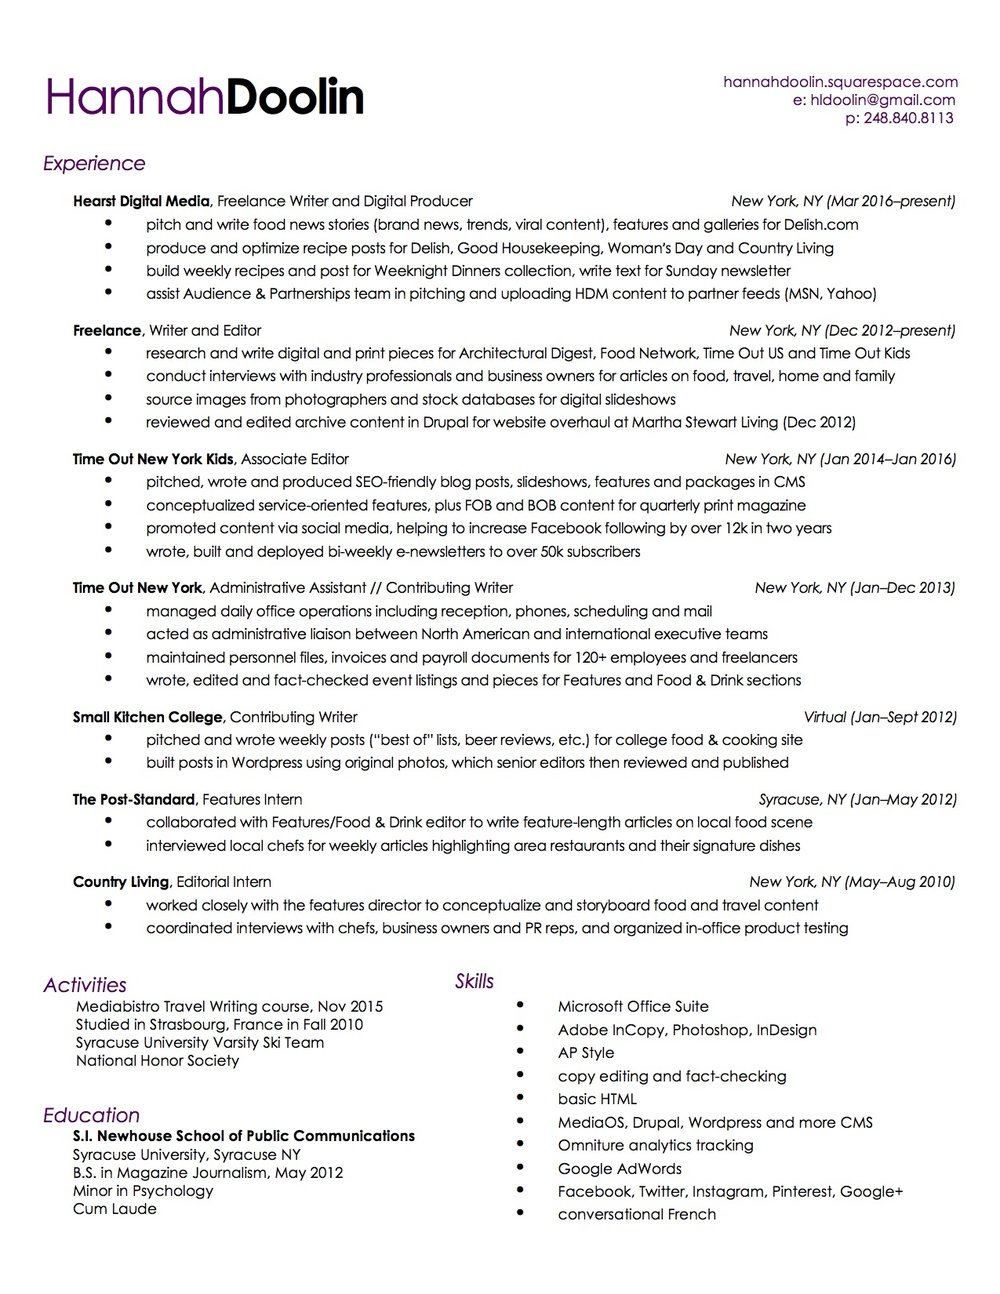 HannahDoolin
hannahdoolin.squarespace.com
e: hldoolin@gmail.com
p: 248.840.8113
Experience
Hearst Digital Media, Freelance Writer and Digital Producer New York, NY (Mar 2016–present)
• pitch and write food news stories (brand news, trends, viral content), features and galleries for Delish.com
• produce and optimize recipe posts for Delish, Good Housekeeping, Woman's Day and Country Living
• build weekly recipes and post for Weeknight Dinners collection, write text for Sunday newsletter
• assist Audience & Partnerships team in pitching and uploading HDM content to partner feeds (MSN, Yahoo)
Freelance, Writer and Editor New York, NY (Dec 2012–present)
• research and write digital and print pieces for Architectural Digest, Food Network, Time Out US and Time Out Kids
• conduct interviews with industry professionals and business owners for articles on food, travel, home and family
• source images from photographers and stock databases for digital slideshows
• reviewed and edited archive content in Drupal for website overhaul at Martha Stewart Living (Dec 2012)
Time Out New York Kids, Associate Editor New York, NY (Jan 2014–Jan 2016)
• pitched, wrote and produced SEO-friendly blog posts, slideshows, features and packages in CMS
• conceptualized service-oriented features, plus FOB and BOB content for quarterly print magazine
• promoted content via social media, helping to increase Facebook following by over 12k in two years
• wrote, built and deployed bi-weekly e-newsletters to over 50k subscribers
Time Out New York, Administrative Assistant // Contributing Writer New York, NY (Jan–Dec 2013)
• managed daily office operations including reception, phones, scheduling and mail
• acted as administrative liaison between North American and international executive teams
• maintained personnel files, invoices and payroll documents for 120+ employees and freelancers
• wrote, edited and fact-checked event listings and pieces for Features and Food & Drink sections
Small Kitchen College, Contributing Writer Virtual (Jan–Sept 2012)
• pitched and wrote weekly posts (“best of” lists, beer reviews, etc.) for college food & cooking site
• built posts in Wordpress using original photos, which senior editors then reviewed and published
The Post-Standard, Features Intern Syracuse, NY (Jan–May 2012)
• collaborated with Features/Food & Drink editor to write feature-length articles on local food scene
• interviewed local chefs for weekly articles highlighting area restaurants and their signature dishes
Country Living, Editorial Intern New York, NY (May–Aug 2010)
• worked closely with the features director to conceptualize and storyboard food and travel content
• coordinated interviews with chefs, business owners and PR reps, and organized in-office product testing
Activities
Mediabistro Travel Writing course, Nov 2015
Studied in Strasbourg, France in Fall 2010
Syracuse University Varsity Ski Team
National Honor Society
Education
S.I. Newhouse School of Public Communications
Syracuse University, Syracuse NY
B.S. in Magazine Journalism, May 2012
Minor in Psychology
Cum Laude
Skills
• Microsoft Office Suite
• Adobe InCopy, Photoshop, InDesign
• AP Style
• copy editing and fact-checking
• basic HTML
• MediaOS, Drupal, Wordpress and more CMS
• Omniture analytics tracking
• Google AdWords
• Facebook, Twitter, Instagram, Pinterest, Google+
• conversational French